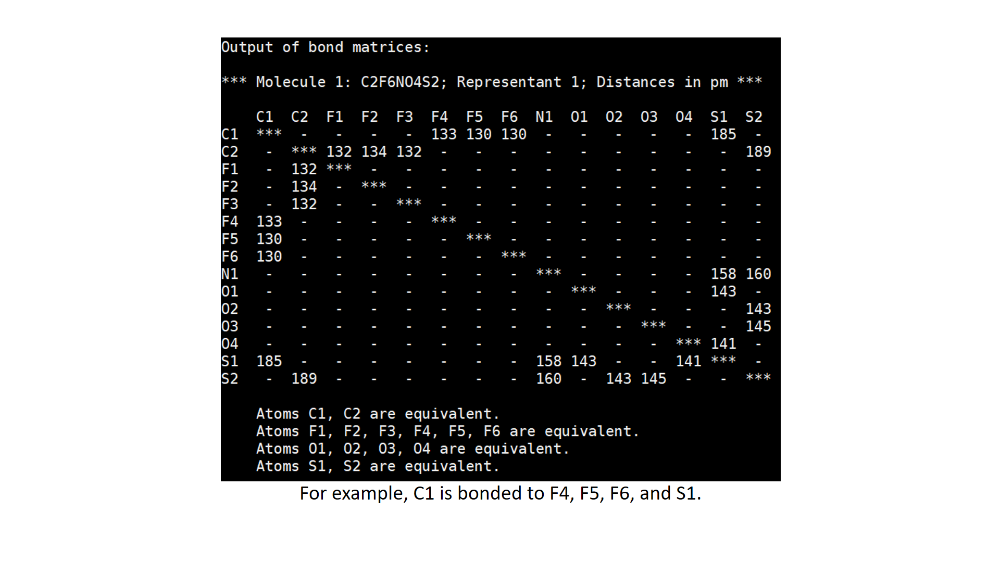 Output of bond matrices:
*** Molecule 1: C2F6NO4S2; Representant 1; Distances in pm ***
C1 C2 F1 F2 F3 F4 F5 F6 N1 O1 O2 O3 O4 S1 S2
C1 *** - - - - 133 130 130 - - - - - 185 -
C2 - *** 132 134 132 - - - - - - - - - 189
F1 - 132 *** - - - - - - - - - - - -
F2 - 134 - *** - - - - - - - - - - -
F3 - 132 - - *** - - - - - - - - - -
F4 133 - - - - *** - - - - - - - - -
F5 130 - - - - - *** - - - - - - - -
F6 130 - - - - - - *** - - - - - - -
N1 - - - - - - - - *** - - - - 158 160
O1 - - - - - - - - - *** - - - 143 -
O2 - - - - - - - - - - *** - - - 143
O3 - - - - - - - - - - - *** - - 145
O4 - - - - - - - - - - - - *** 141 -
S1 185 - - - - - - - 158 143 - - 141 *** -
S2 - 189 - - - - - - 160 - 143 145 - - ***
Atoms C1, C2 are equivalent.
Atoms F1, F2, F3, F4, F5, F6 are equivalent.
Atoms O1, O2, O3, O4 are equivalent.
Atoms S1, S2 are equivalent.
For example, C1 is bonded to F4, F5, F6, and S1.